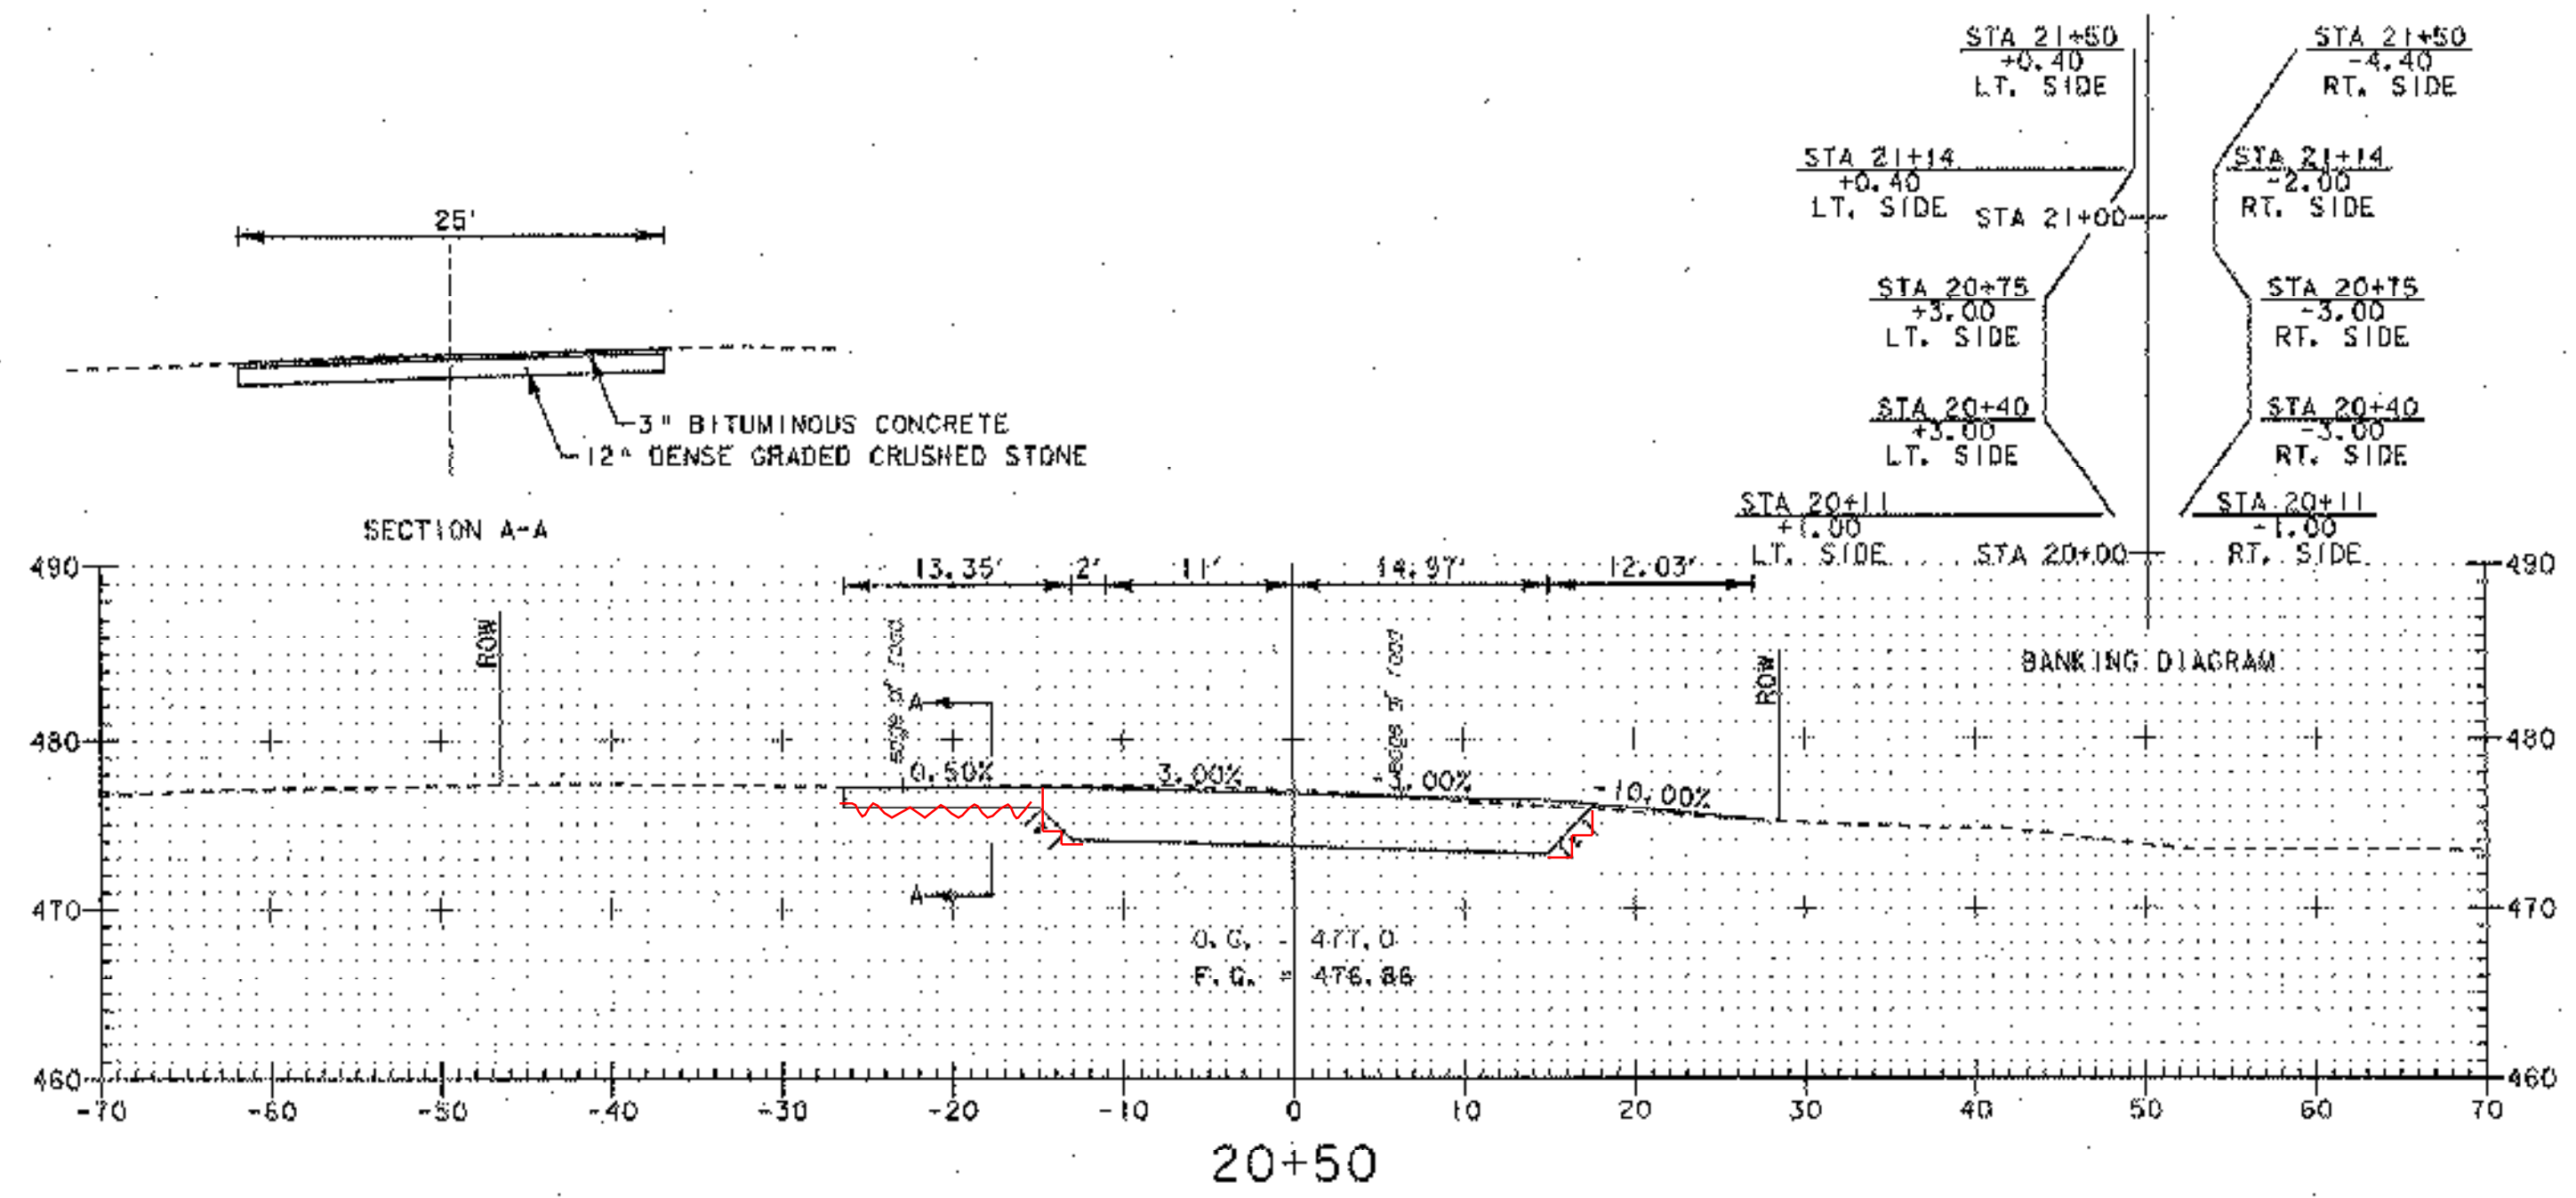 STA 21+50
+0.40
LT. SIDE
STA 21+50
-4.40
RT. SIDE
STA 21+14
+0.40
LT. SIDE
STA 21+14
-2.00
RT. SIDE
STA 21+00
25'
STA 20+75
+3.00
LT. SIDE
STA 20+75
-3.00
RT. SIDE
3" BITUMINOUS CONCRETE
12" DENSE GRADED CRUSHED STONE
STA 20+40
+3.00
LT. SIDE
STA 20+40
-3.00
RT. SIDE
SECTION A-A
STA 20+11
+1.00
LT. SIDE
STA 20+11
-1.00
RT. SIDE
STA 20+00
BANKING DIAGRAM
490 13.35' 2' 11' 14.97' 12.03' 490
ROW edge of road edge of road ROW
A
480 480
0.50% 3.00% -3.00% -10.00%
A
470 470
O.G. = 477.0
F.G. = 476.86
460 460
-70 -60 -50 -40 -30 -20 -10 0 10 20 30 40 50 60 70
20+50